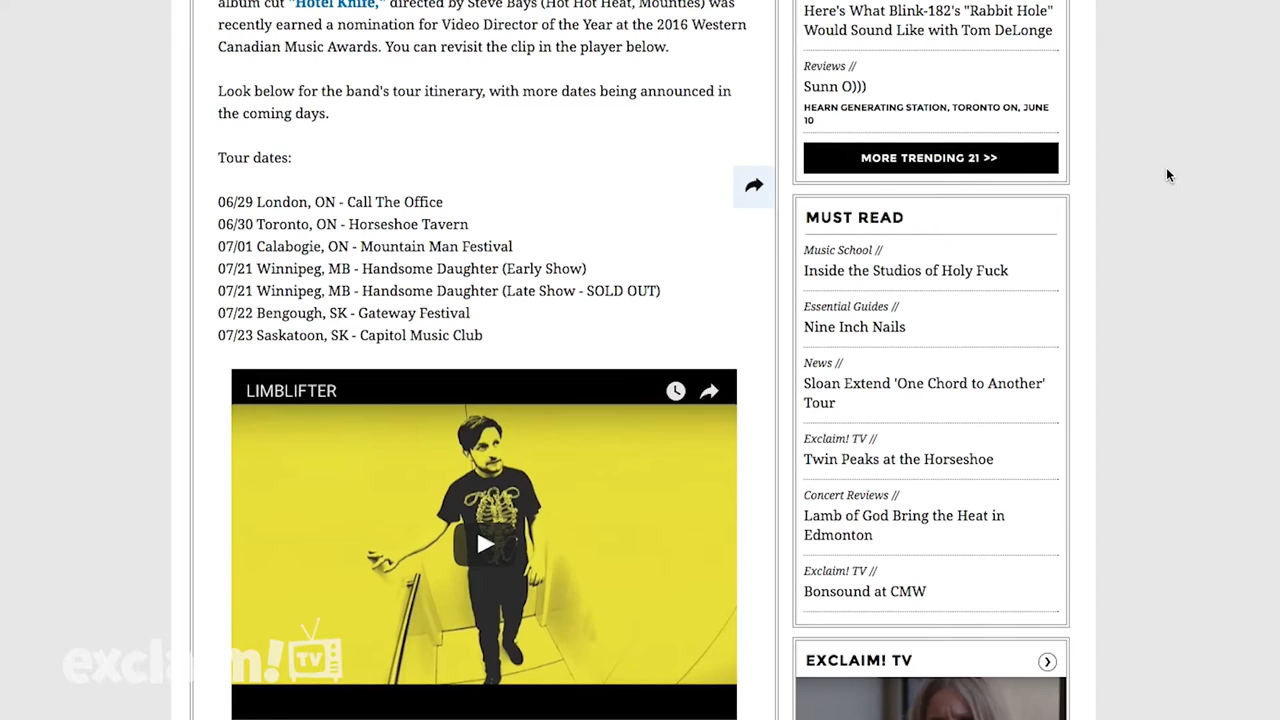 album cut "Hotel Knife," directed by Steve Bays (Hot Hot Heat, Mounties) was
recently earned a nomination for Video Director of the Year at the 2016 Western
Canadian Music Awards. You can revisit the clip in the player below.
Look below for the band's tour itinerary, with more dates being announced in
the coming days.
Tour dates:
06/29 London, ON - Call The Office
06/30 Toronto, ON - Horseshoe Tavern
07/01 Calabogie, ON - Mountain Man Festival
07/21 Winnipeg, MB - Handsome Daughter (Early Show)
07/21 Winnipeg, MB - Handsome Daughter (Late Show - SOLD OUT)
07/22 Bengough, SK - Gateway Festival
07/23 Saskatoon, SK - Capitol Music Club
LIMBLIFTER
exclaim! TV
Here's What Blink-182's "Rabbit Hole"
Would Sound Like with Tom DeLonge
Reviews //
Sunn O)))
HEARN GENERATING STATION, TORONTO ON, JUNE
10
MORE TRENDING 21 >>
MUST READ
Music School //
Inside the Studios of Holy Fuck
Essential Guides //
Nine Inch Nails
News //
Sloan Extend 'One Chord to Another'
Tour
Exclaim! TV //
Twin Peaks at the Horseshoe
Concert Reviews //
Lamb of God Bring the Heat in
Edmonton
Exclaim! TV //
Bonsound at CMW
EXCLAIM! TV